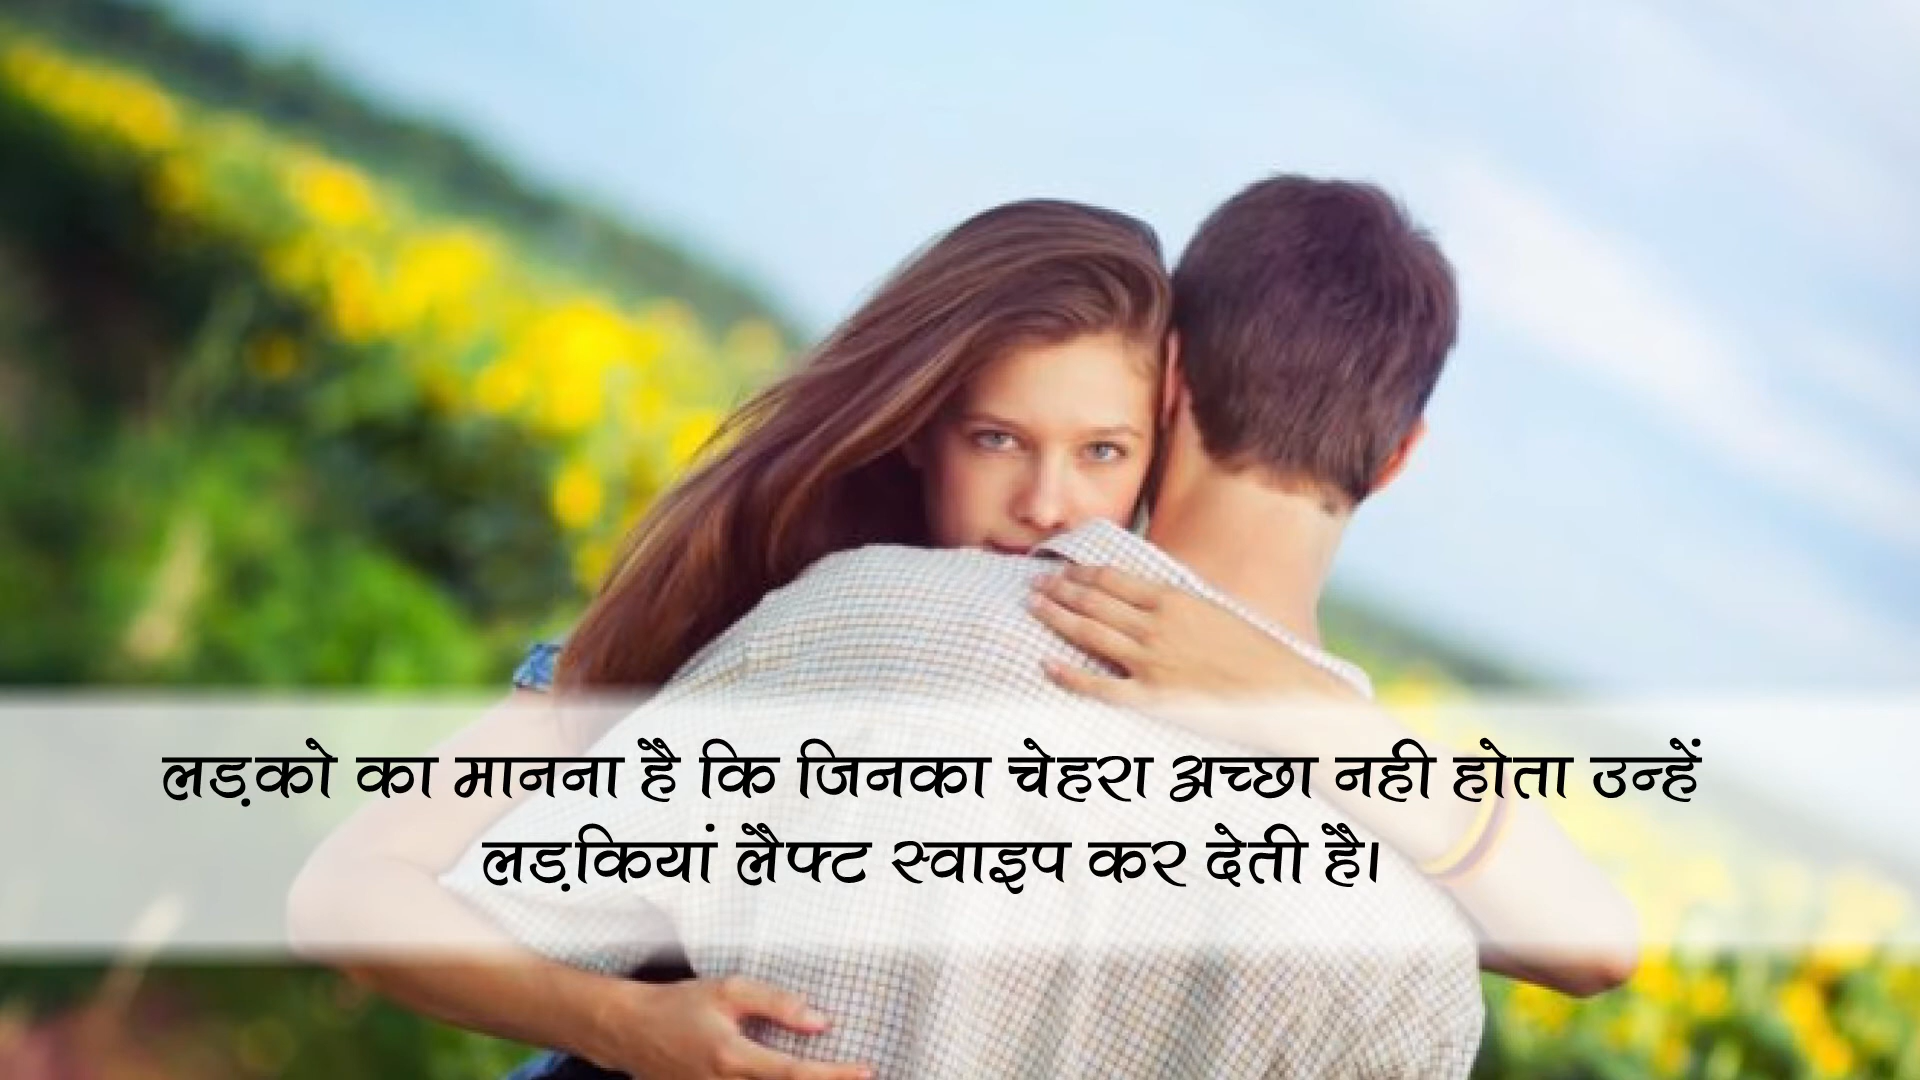 लड़को का मानना है कि जिनका चेहरा अच्छा नही होता उन्हें
लड़कियां लैफ्ट स्वाइप कर देती है।